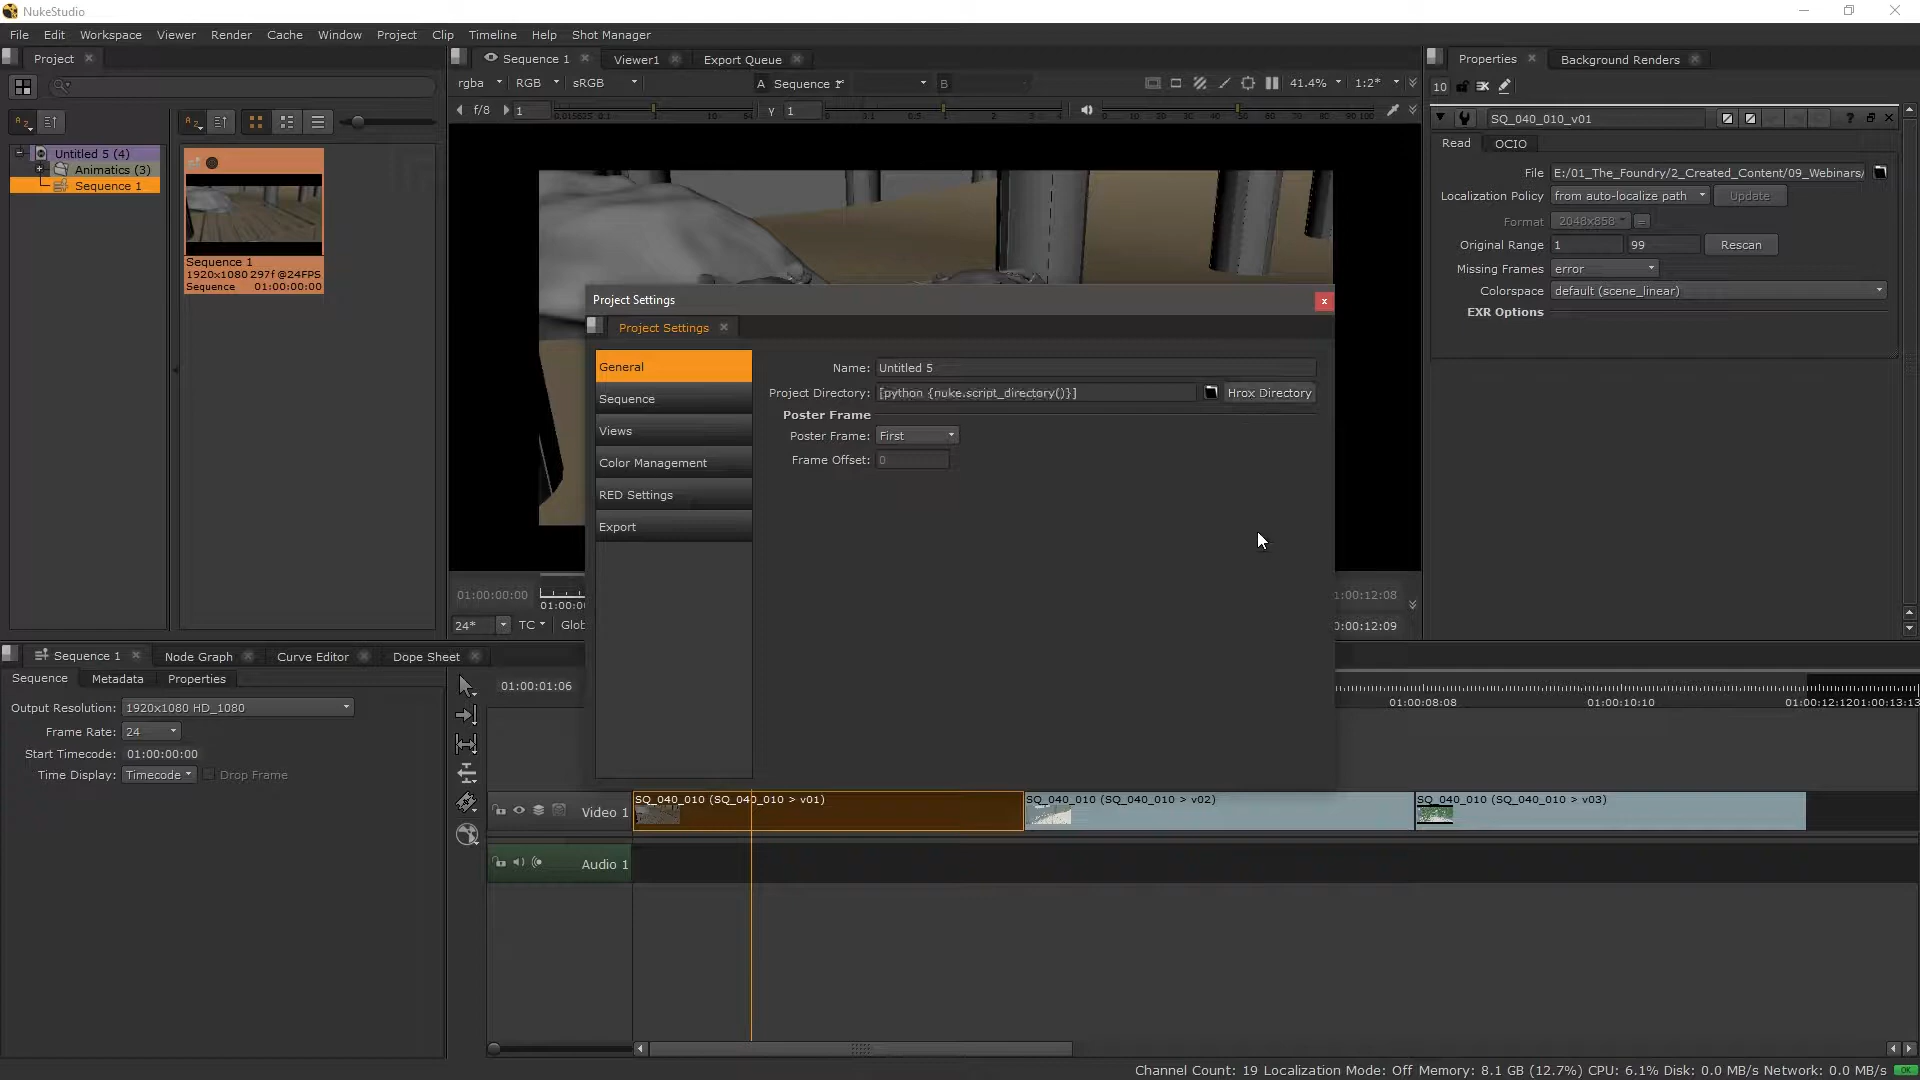 NukeStudio
File Edit Workspace Viewer Render Cache Window Project Clip Timeline Help Shot Manager
Project
Sequence 1 Viewer1 Export Queue
Properties Background Renders
rgba RGB sRGB A Sequence 1* B 41.4% 1:2*
10
f/8 1 γ 1
SQ_040_010_v01
Read OCIO
Untitled 5 (4)
Animatics (3)
Sequence 1
Sequence 1
1920x1080 297f @24FPS
Sequence 01:00:00:00
File E:/01_The_Foundry/2_Created_Content/09_Webinars/
Localization Policy from auto-localize path Update
Format 2048x858 =
Original Range 1 99 Rescan
Missing Frames error
Colorspace default (scene_linear)
EXR Options
Project Settings
Project Settings
General
Sequence
Views
Color Management
RED Settings
Export
Name: Untitled 5
Project Directory: [python {nuke.script_directory()}] Hrox Directory
Poster Frame
Poster Frame: First
Frame Offset: 0
01:00:00:00
24* TC
Sequence 1 Node Graph Curve Editor Dope Sheet
Sequence Metadata Properties
Output Resolution: 1920x1080 HD_1080
Frame Rate: 24
Start Timecode: 01:00:00:00
Time Display: Timecode Drop Frame
01:00:01:06
01:00:08:08 01:00:10:10 01:00:12:12 01:00:13:13
Video 1
SQ_040_010 (SQ_040_010 > v01) SQ_040_010 (SQ_040_010 > v02) SQ_040_010 (SQ_040_010 > v03)
Audio 1
Channel Count: 19 Localization Mode: Off Memory: 8.1 GB (12.7%) CPU: 6.1% Disk: 0.0 MB/s Network: 0.0 MB/s OK